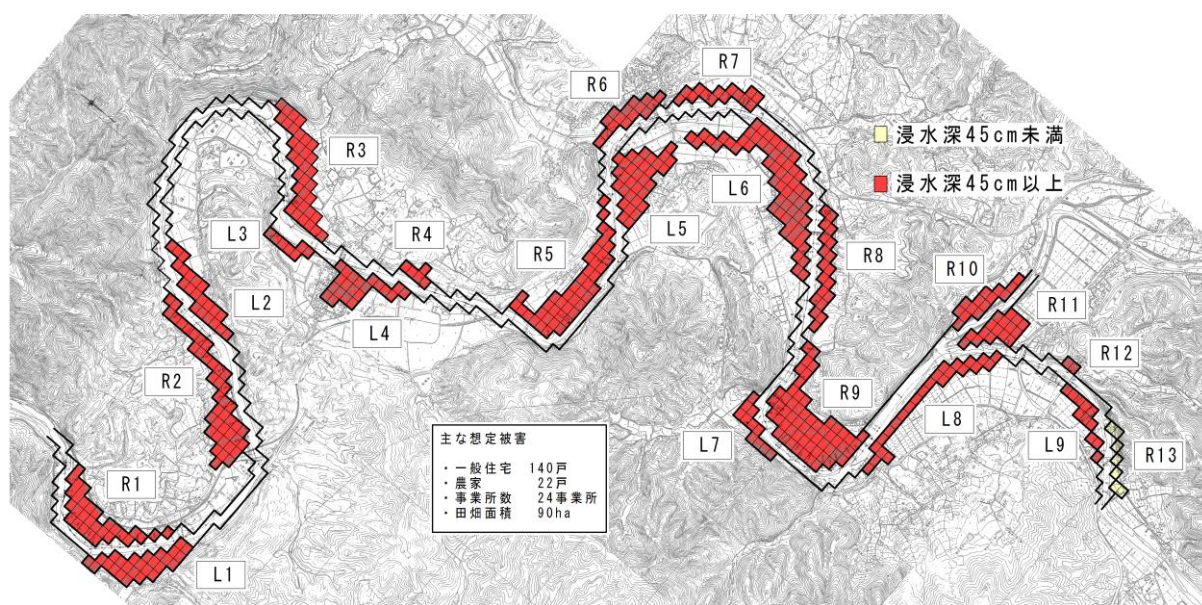 R6
R7
浸水深45cm未満
R3
浸水深45cm以上
L6
L3
R4
R5
L5
R8
R10
L2
L4
R11
R12
R2
R9
L8
L7
L9
R13
R1
主な想定被害
・一般住宅 140戸
・農家 22戸
・事業所数 24事業所
・田畑面積 90ha
L1